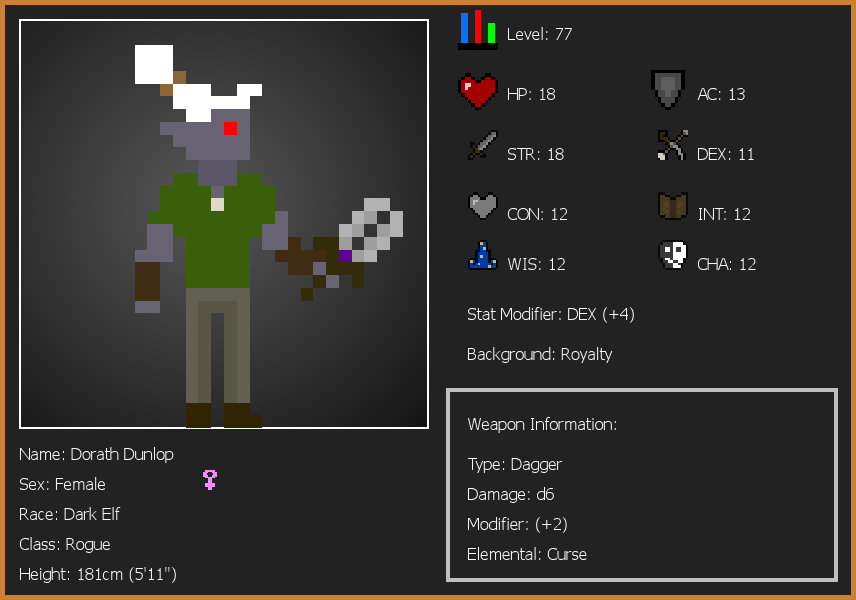 Level: 77
HP: 18
AC: 13
STR: 18
DEX: 11
CON: 12
INT: 12
WIS: 12
CHA: 12
Stat Modifier: DEX (+4)
Background: Royalty
Weapon Information:
Type: Dagger
Damage: d6
Modifier: (+2)
Elemental: Curse
Name: Dorath Dunlop
Sex: Female
Race: Dark Elf
Class: Rogue
Height: 181cm (5'11")